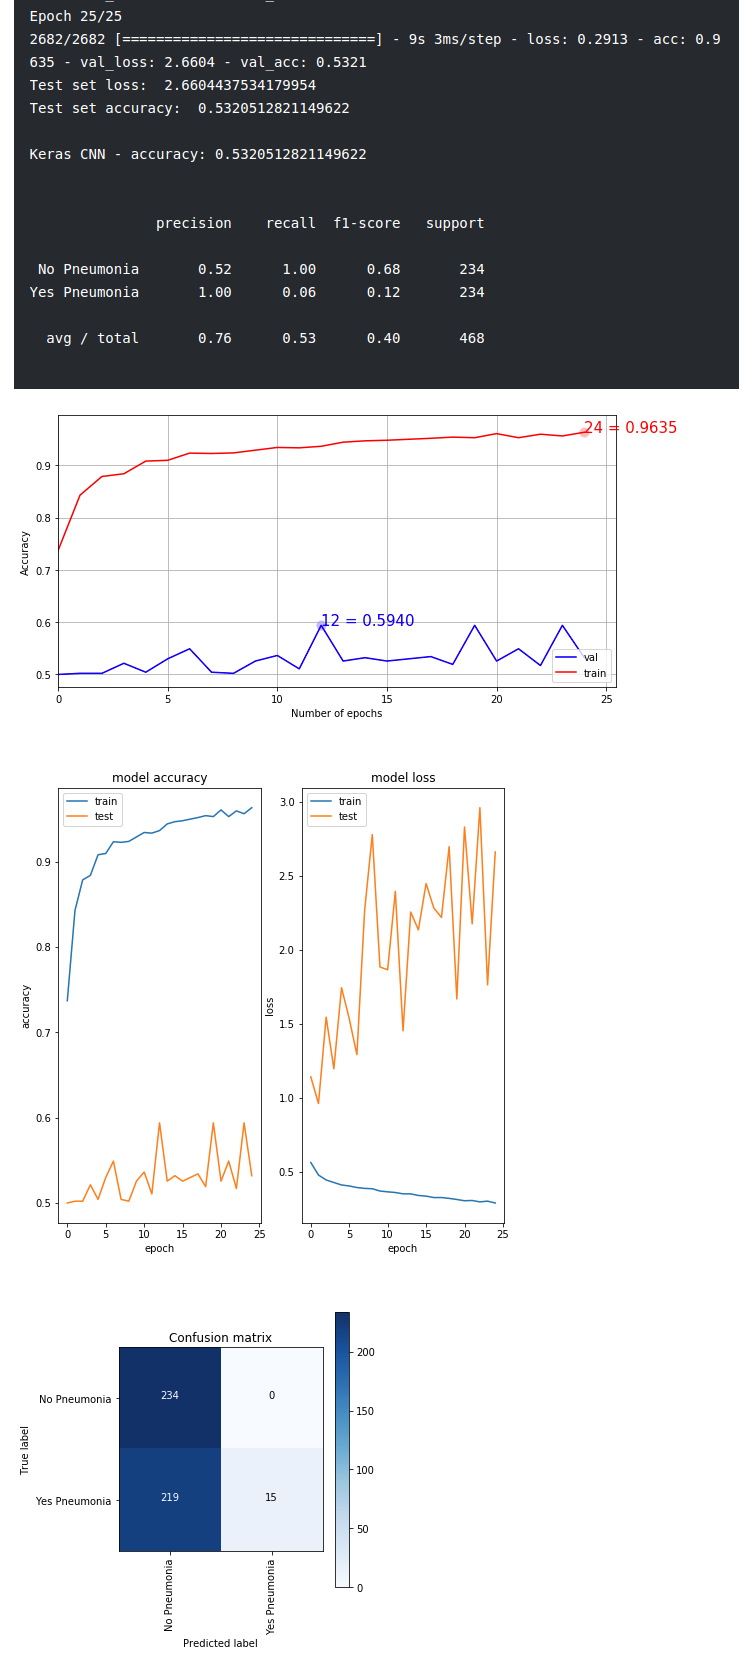 Epoch 25/25
2682/2682 [==============================] - 9s 3ms/step - loss: 0.2913 - acc: 0.9
635 - val_loss: 2.6604 - val_acc: 0.5321
Test set loss:  2.6604437534179954
Test set accuracy:  0.5320512821149622
Keras CNN - accuracy: 0.5320512821149622
precision recall f1-score support
No Pneumonia 0.52 1.00 0.68 234
Yes Pneumonia 1.00 0.06 0.12 234
avg / total 0.76 0.53 0.40 468
24 = 0.9635
0.9
0.8
Accuracy
0.7
0.6
12 = 0.5940
0.5
val
train
0 5 10 15 20 25
Number of epochs
model accuracy
train
test
0.9
0.8
accuracy
0.7
0.6
0.5
0 5 10 15 20 25
epoch
model loss
3.0
train
test
2.5
2.0
loss
1.5
1.0
0.5
0 5 10 15 20 25
epoch
Confusion matrix
No Pneumonia 234 0
True label
Yes Pneumonia 219 15
No Pneumonia
Yes Pneumonia
Predicted label
200
150
100
50
0